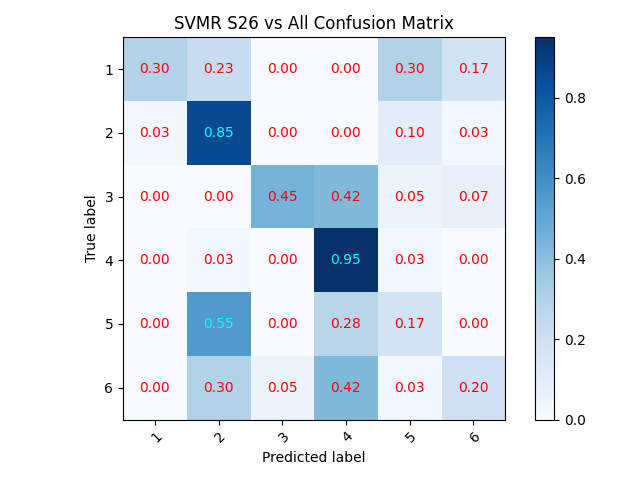 SVMR S26 vs All Confusion Matrix
True label
1 0.30 0.23 0.00 0.00 0.30 0.17
2 0.03 0.85 0.00 0.00 0.10 0.03
3 0.00 0.00 0.45 0.42 0.05 0.07
4 0.00 0.03 0.00 0.95 0.03 0.00
5 0.00 0.55 0.00 0.28 0.17 0.00
6 0.00 0.30 0.05 0.42 0.03 0.20
1 2 3 4 5 6
Predicted label
0.8
0.6
0.4
0.2
0.0